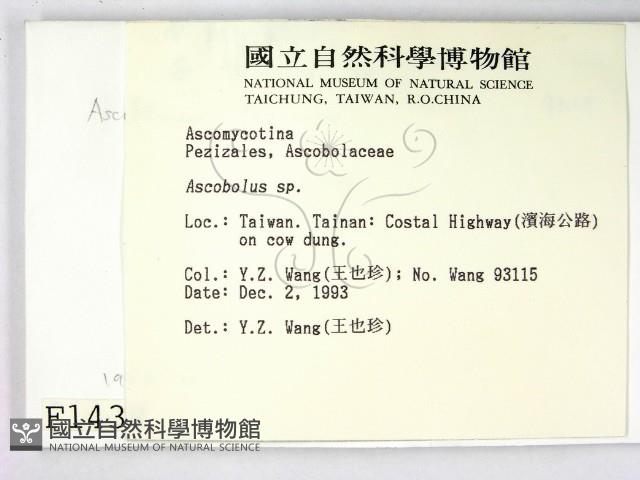 國立自然科學博物館
NATIONAL MUSEUM OF NATURAL SCIENCE
TAICHUNG, TAIWAN, R.O.CHINA
Ascomycotina
Pezizales, Ascobolaceae
Ascobolus sp.
Loc.: Taiwan. Tainan: Costal Highway(濱海公路)
on cow dung.
Col.: Y.Z. Wang(王也珍); No. Wang 93115
Date: Dec. 2, 1993
Det.: Y.Z. Wang(王也珍)
F143
國立自然科學博物館
NATIONAL MUSEUM OF NATURAL SCIENCE